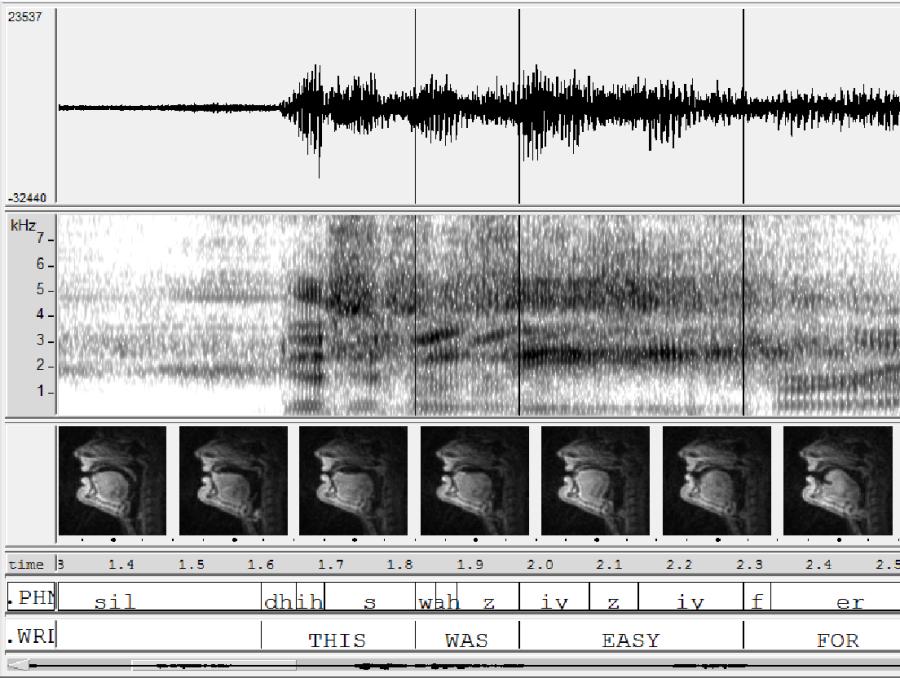 23537
-32440
kHz
7
6
5
4
3
2
1
time 3 1.4 1.5 1.6 1.7 1.8 1.9 2.0 2.1 2.2 2.3 2.4 2.5
.PHN sil dh ih s w ah z iy z iy f er
.WRD THIS WAS EASY FOR